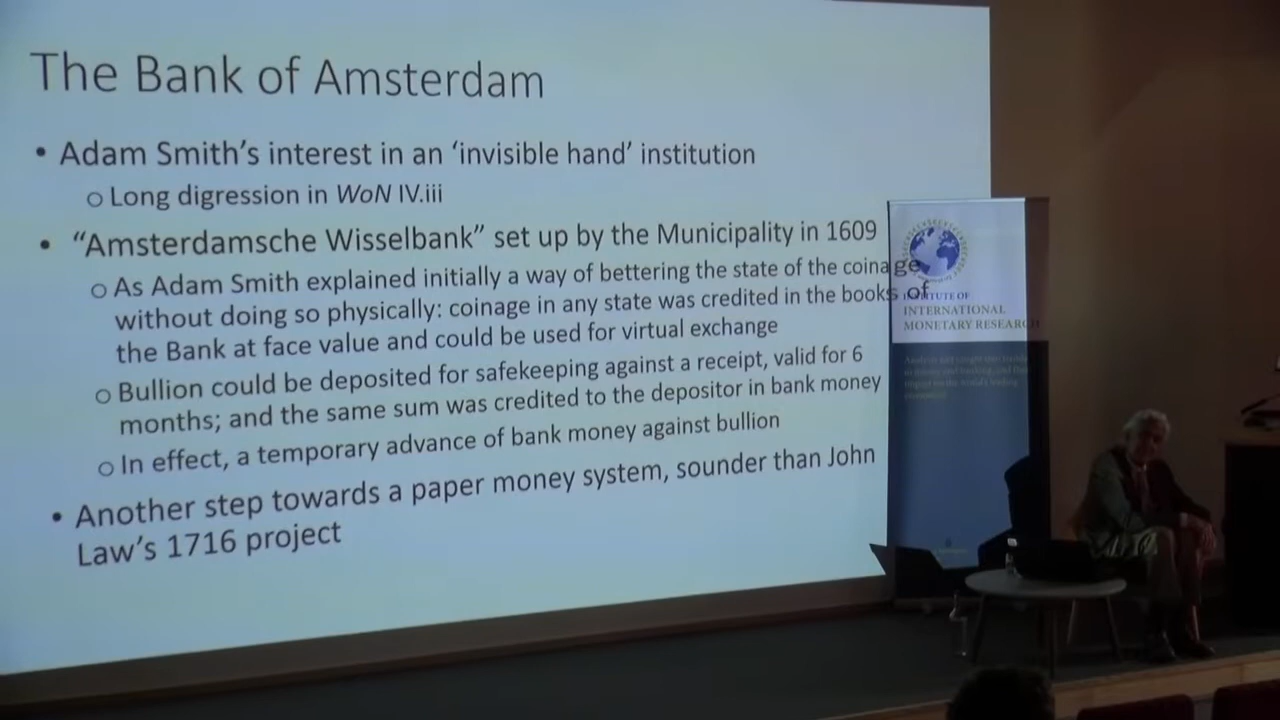 The Bank of Amsterdam
• Adam Smith’s interest in an ‘invisible hand’ institution
o Long digression in WoN IV.iii
• “Amsterdamsche Wisselbank” set up by the Municipality in 1609
o As Adam Smith explained initially a way of bettering the state of the coinage
without doing so physically: coinage in any state was credited in the books of
the Bank at face value and could be used for virtual exchange
o Bullion could be deposited for safekeeping against a receipt, valid for 6
months; and the same sum was credited to the depositor in bank money
o In effect, a temporary advance of bank money against bullion
• Another step towards a paper money system, sounder than John
Law’s 1716 project
INSTITUTE OF
INTERNATIONAL
MONETARY RESEARCH